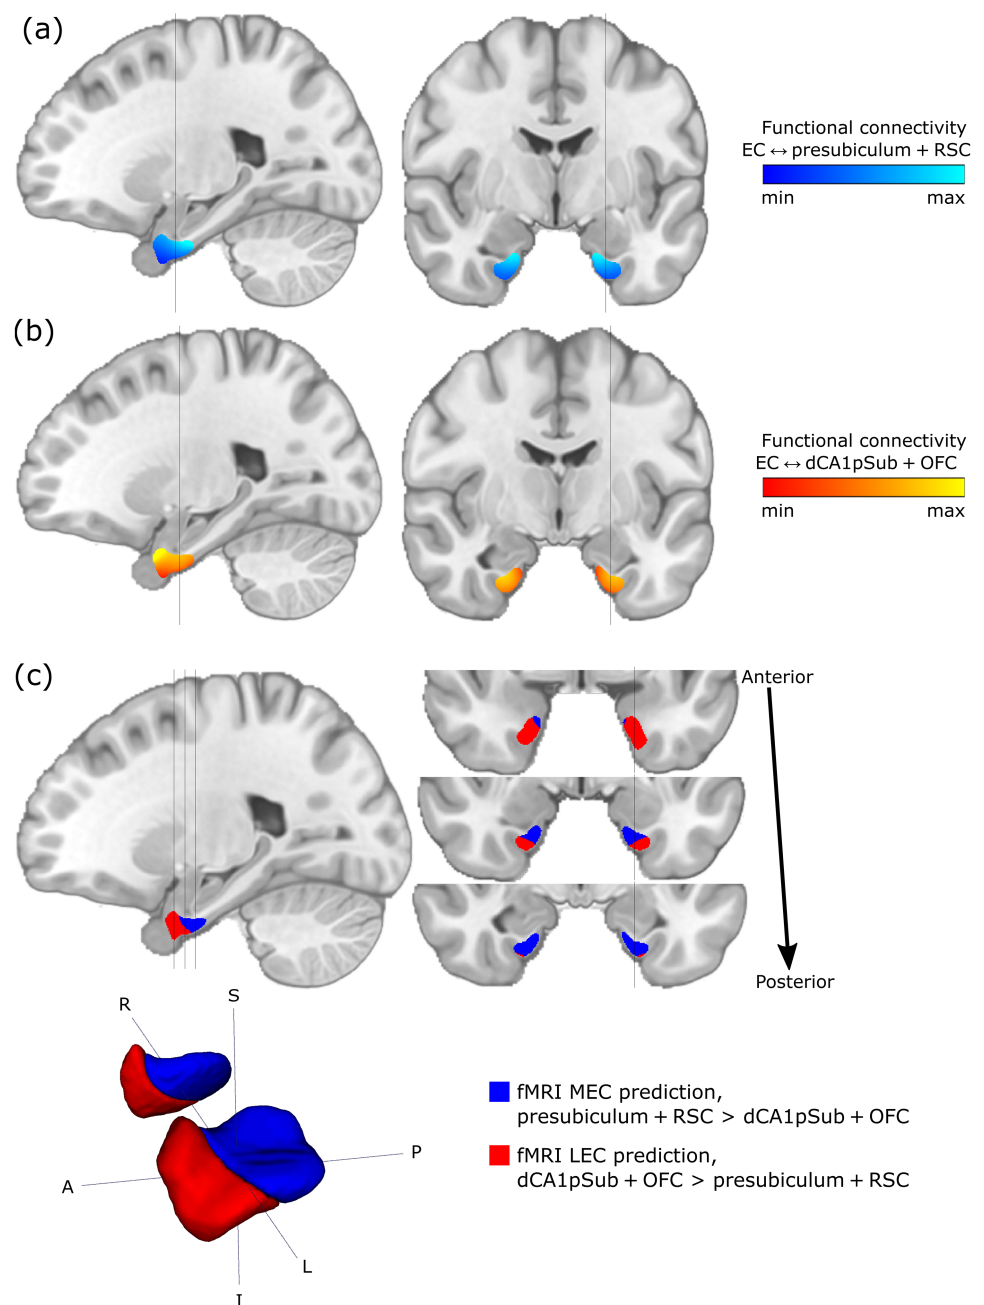 (a)
Functional connectivity
EC ↔ presubiculum + RSC
min max
(b)
Functional connectivity
EC ↔ dCA1pSub + OFC
min max
(c)
Anterior
Posterior
R
S
P
A
L
I
fMRI MEC prediction,
presubiculum + RSC > dCA1pSub + OFC
fMRI LEC prediction,
dCA1pSub + OFC > presubiculum + RSC